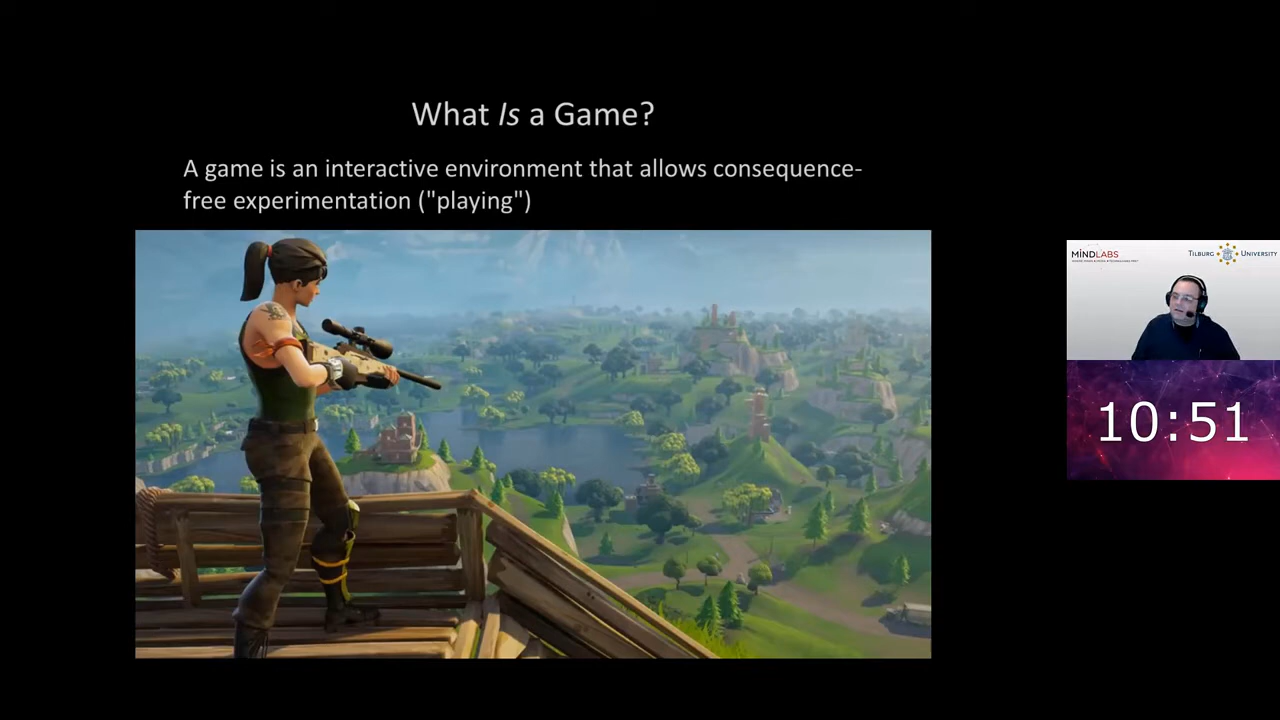 What Is a Game?
A game is an interactive environment that allows consequence-
free experimentation ("playing")
MINDLABS
TILBURG UNIVERSITY
10:51